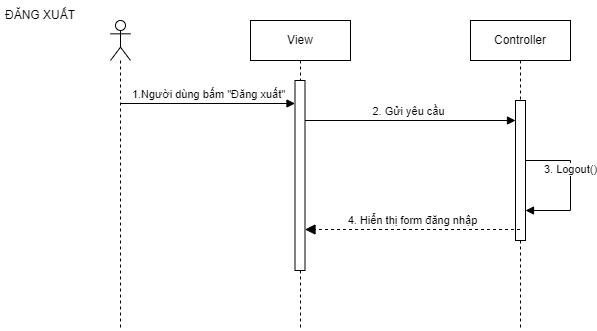 ĐĂNG XUẤT
View
Controller
1.Người dùng bấm "Đăng xuất"
2. Gửi yêu cầu
3. Logout()
4. Hiển thị form đăng nhập